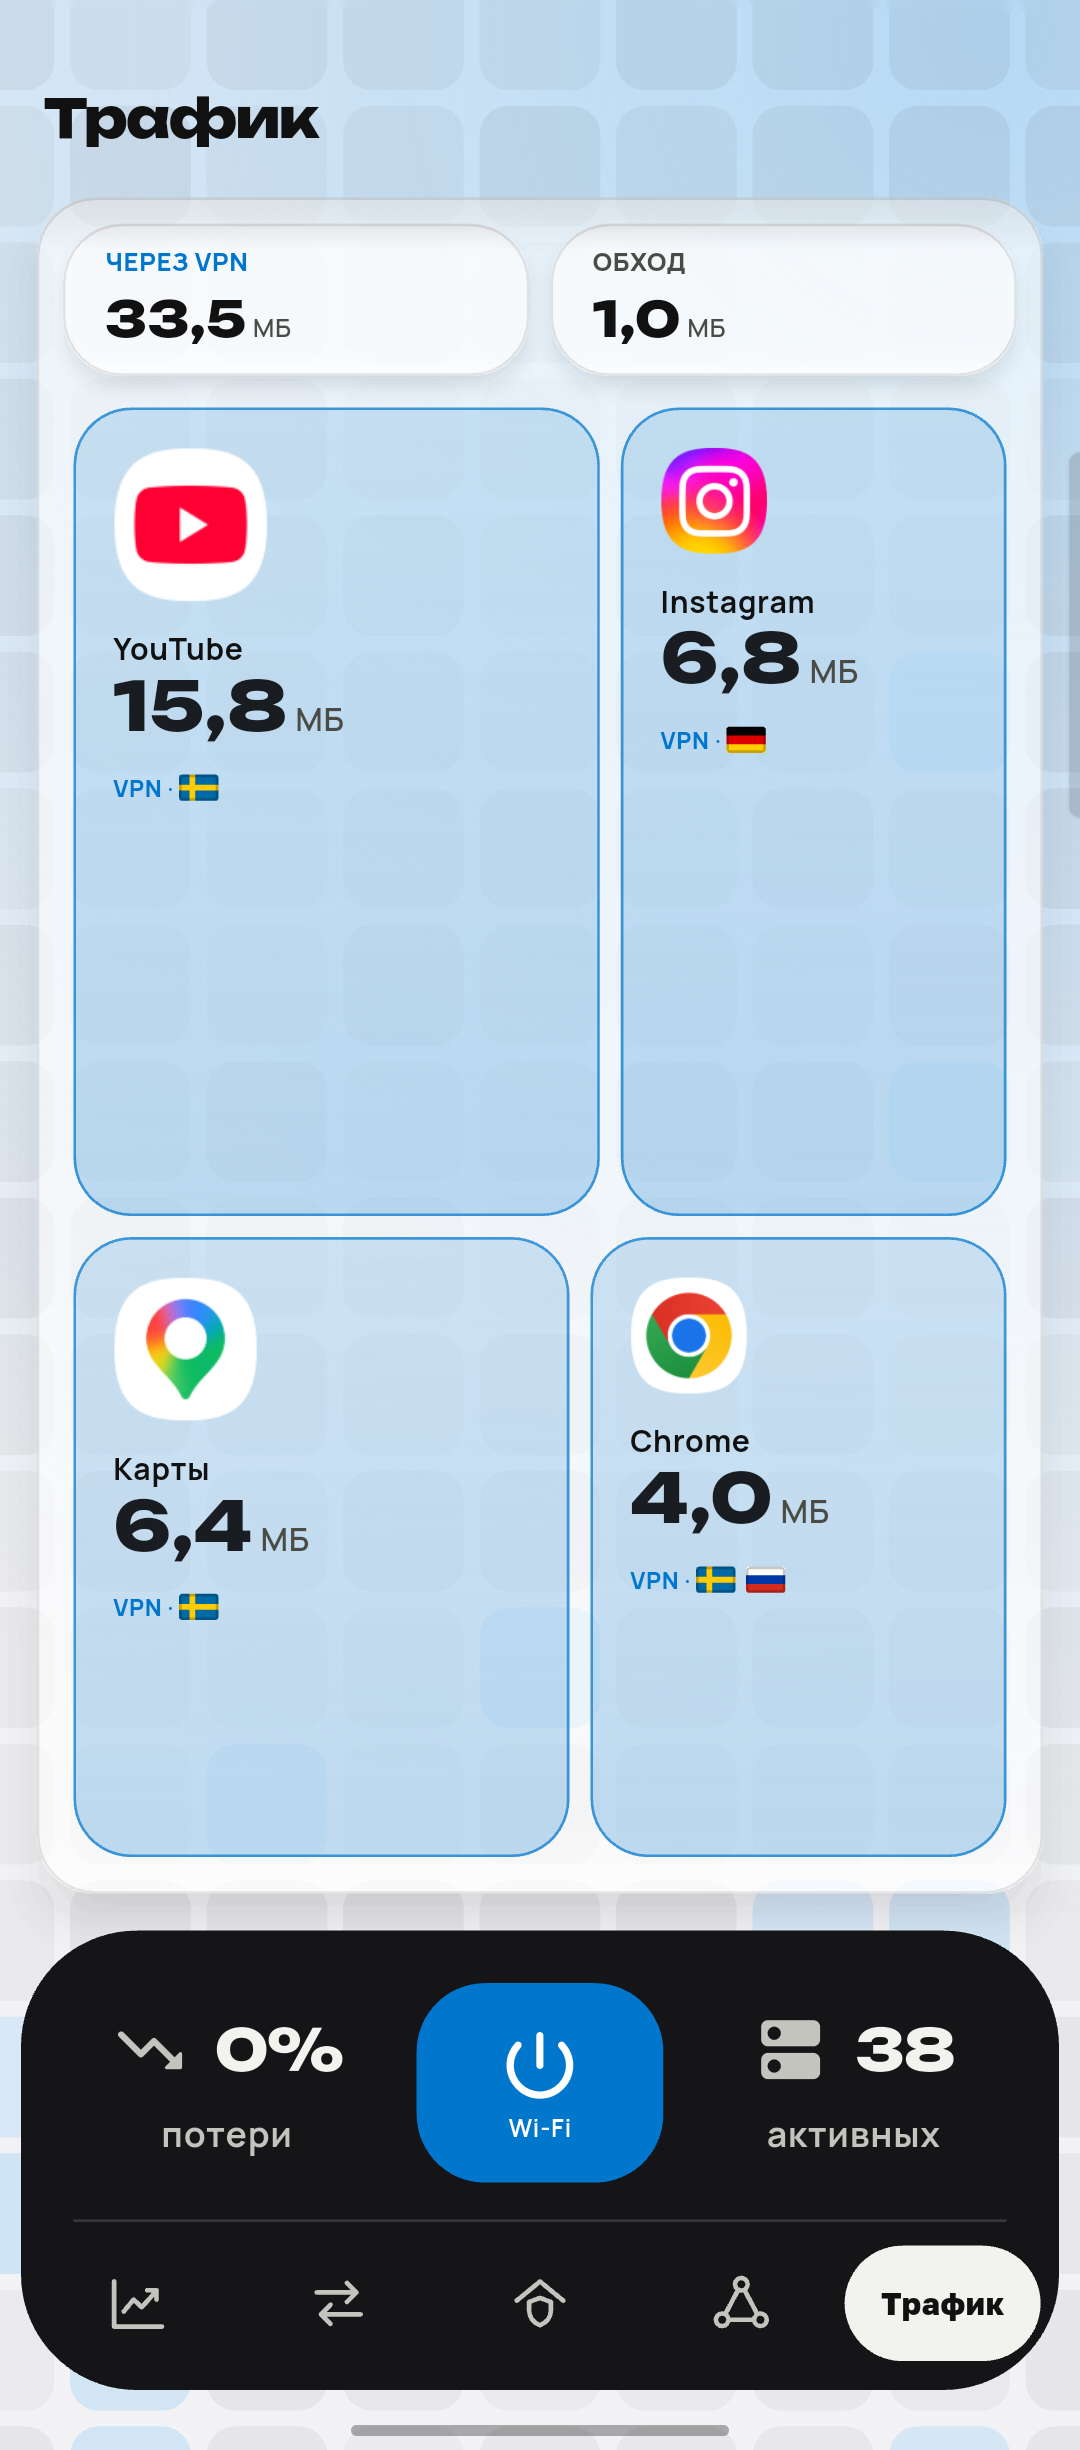 Трафик
ЧЕРЕЗ VPN
33,5 МБ
ОБХОД
1,0 МБ
YouTube
15,8 МБ
VPN ·
Instagram
6,8 МБ
VPN ·
Карты
6,4 МБ
VPN ·
Chrome
4,0 МБ
VPN ·
0%
потери
Wi-Fi
38
активных
Трафик